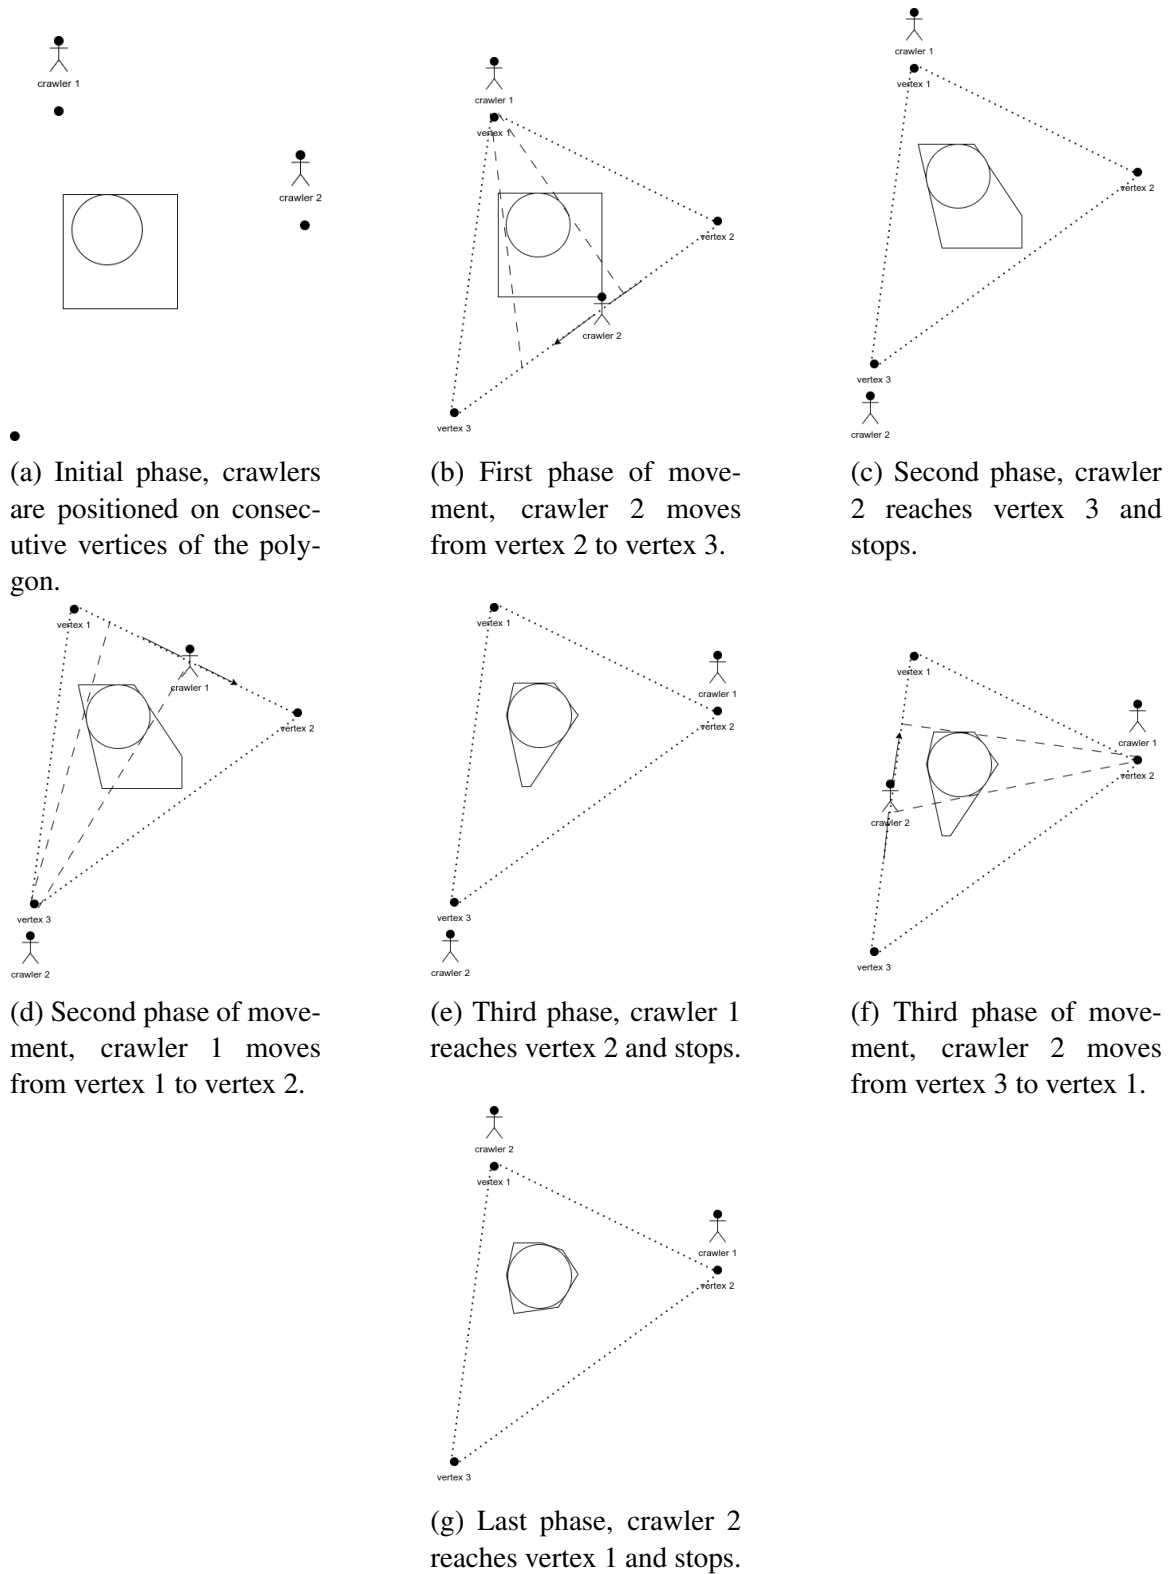 crawler 1
crawler 2
(a) Initial phase, crawlers
are positioned on consec-
utive vertices of the poly-
gon.
crawler 1
vertex 1
vertex 2
crawler 2
vertex 3
(b) First phase of move-
ment, crawler 2 moves
from vertex 2 to vertex 3.
crawler 1
vertex 1
vertex 2
vertex 3
crawler 2
(c) Second phase, crawler
2 reaches vertex 3 and
stops.
vertex 1
crawler 1
vertex 2
vertex 3
crawler 2
(d) Second phase of move-
ment, crawler 1 moves
from vertex 1 to vertex 2.
vertex 1
crawler 1
vertex 2
vertex 3
crawler 2
(e) Third phase, crawler 1
reaches vertex 2 and stops.
vertex 1
crawler 1
vertex 2
crawler 2
vertex 3
(f) Third phase of move-
ment, crawler 2 moves
from vertex 3 to vertex 1.
crawler 2
vertex 1
crawler 1
vertex 2
vertex 3
(g) Last phase, crawler 2
reaches vertex 1 and stops.